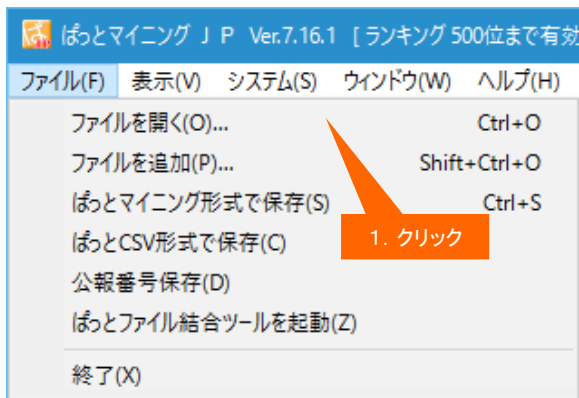 ぱっとマイニング JP Ver.7.16.1 [ ランキング 500位まで有効
ファイル(F) 表示(V) システム(S) ウィンドウ(W) ヘルプ(H)
ファイルを開く(O)... Ctrl+O
ファイルを追加(P)... Shift+Ctrl+O
ぱっとマイニング形式で保存(S) Ctrl+S
1. クリック
ぱっとCSV形式で保存(C)
公報番号保存(D)
ぱっとファイル結合ツールを起動(Z)
終了(X)